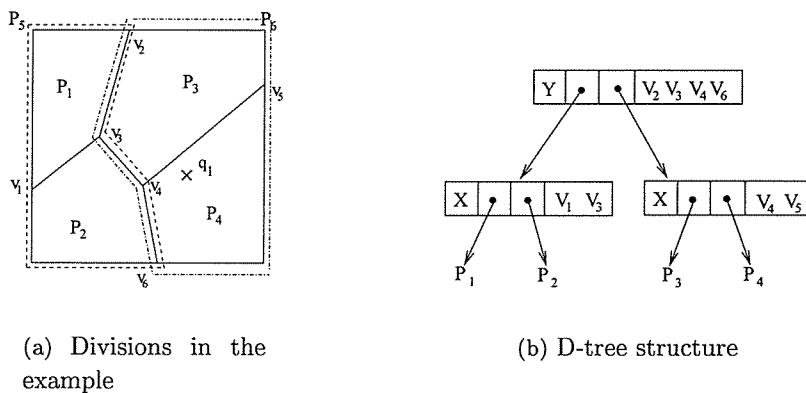 P5
P6
v2
P1
P3
v5
v3
v1
v4
q1
P2
P4
v6
Y V2 V3 V4 V6
X V1 V3
X V4 V5
P1 P2 P3 P4
(a) Divisions in the
example
(b) D-tree structure